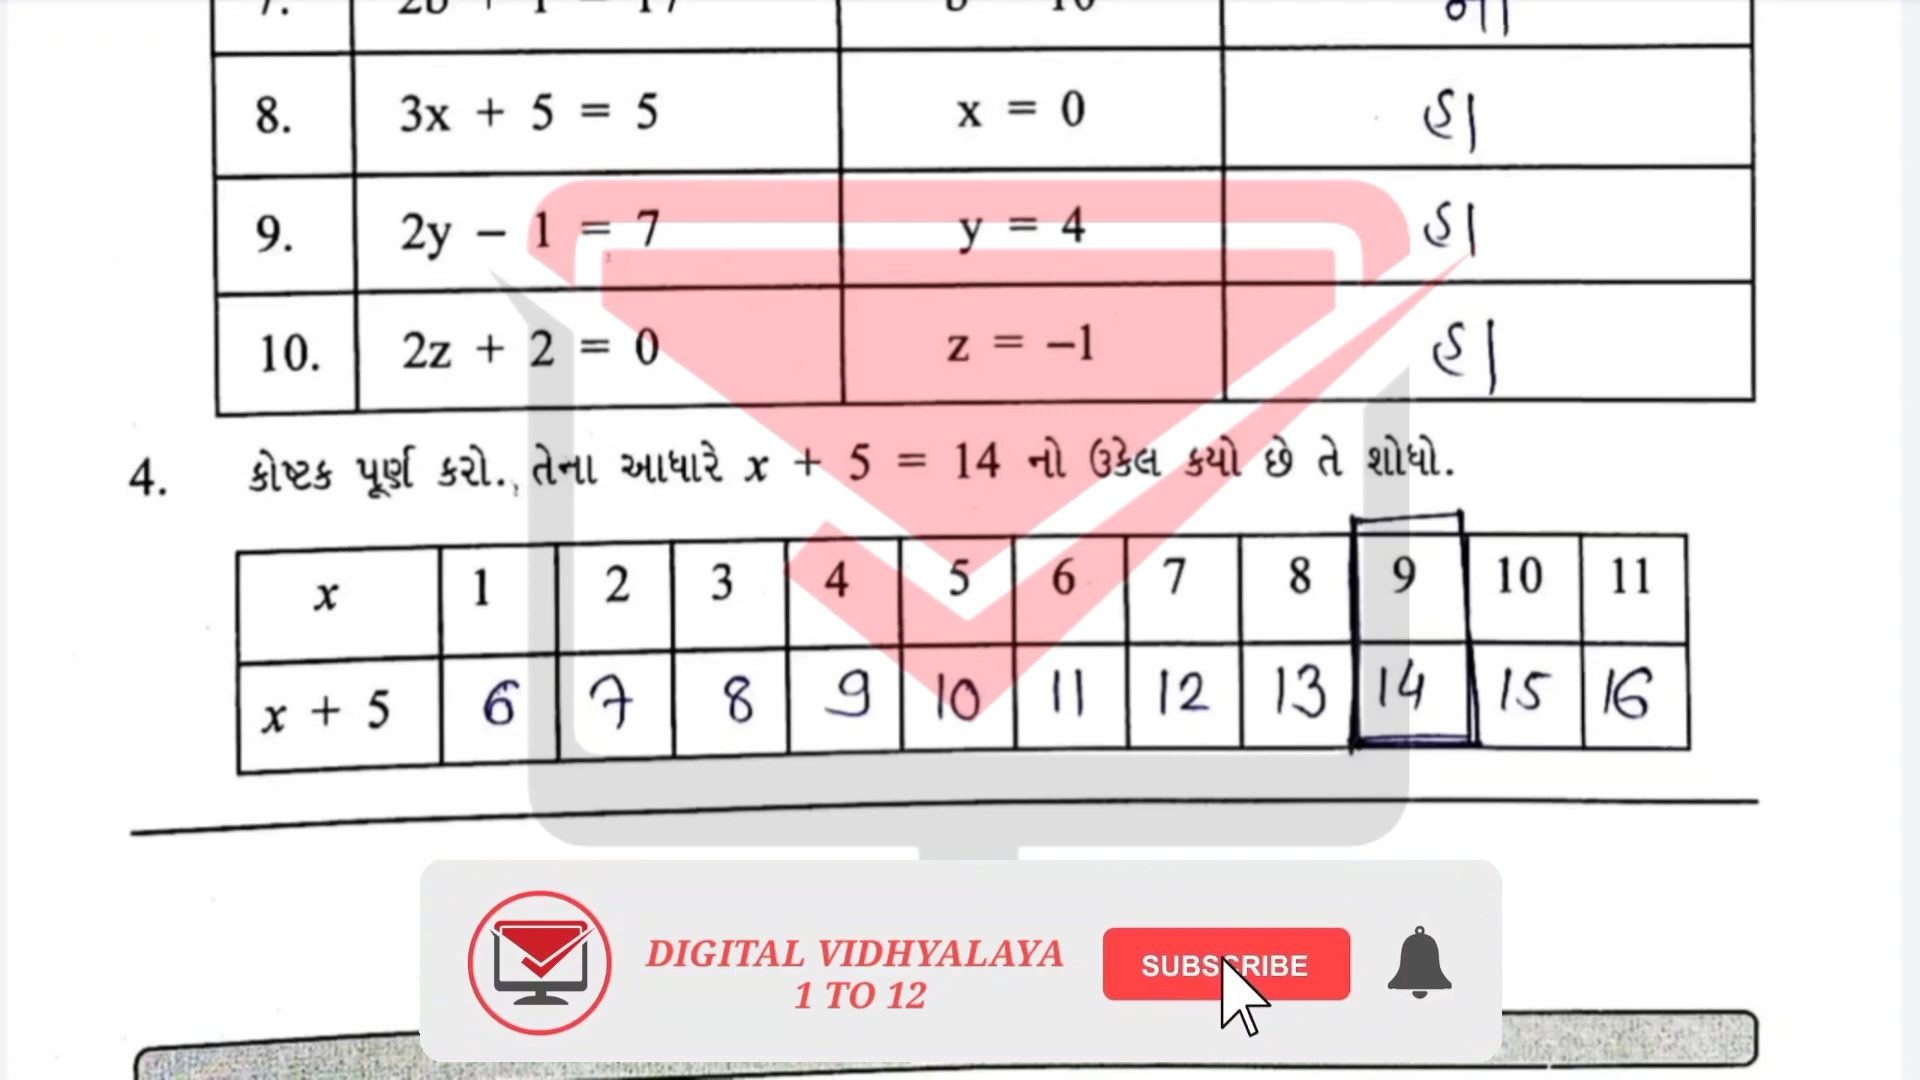 8. 3x + 5 = 5 x = 0 હા
9. 2y − 1 = 7 y = 4 હા
10. 2z + 2 = 0 z = −1 હા
4. કોષ્ટક પૂર્ણ કરો. તેના આધારે x + 5 = 14 નો ઉકેલ કયો છે તે શોધો.
x 1 2 3 4 5 6 7 8 9 10 11
x + 5 6 7 8 9 10 11 12 13 14 15 16
DIGITAL VIDHYALAYA
1 TO 12
SUBSCRIBE